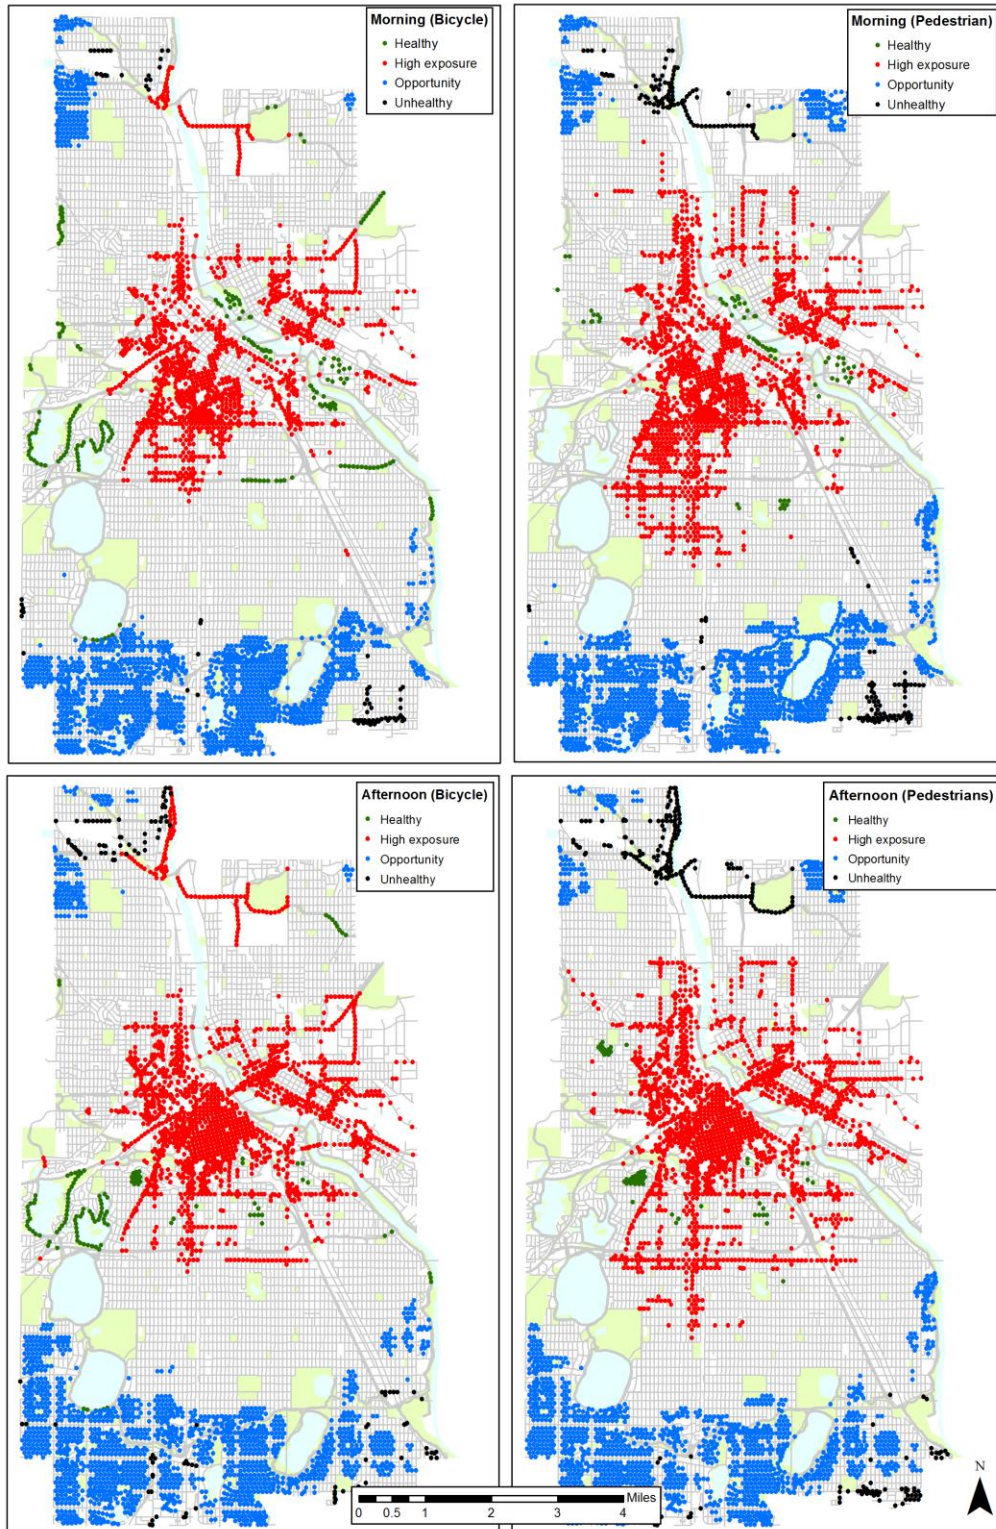 Morning (Bicycle)
Healthy
High exposure
Opportunity
Unhealthy
Morning (Pedestrian)
Healthy
High exposure
Opportunity
Unhealthy
Afternoon (Bicycle)
Healthy
High exposure
Opportunity
Unhealthy
Afternoon (Pedestrians)
Healthy
High exposure
Opportunity
Unhealthy
N
Miles
0 0.5 1 2 3 4